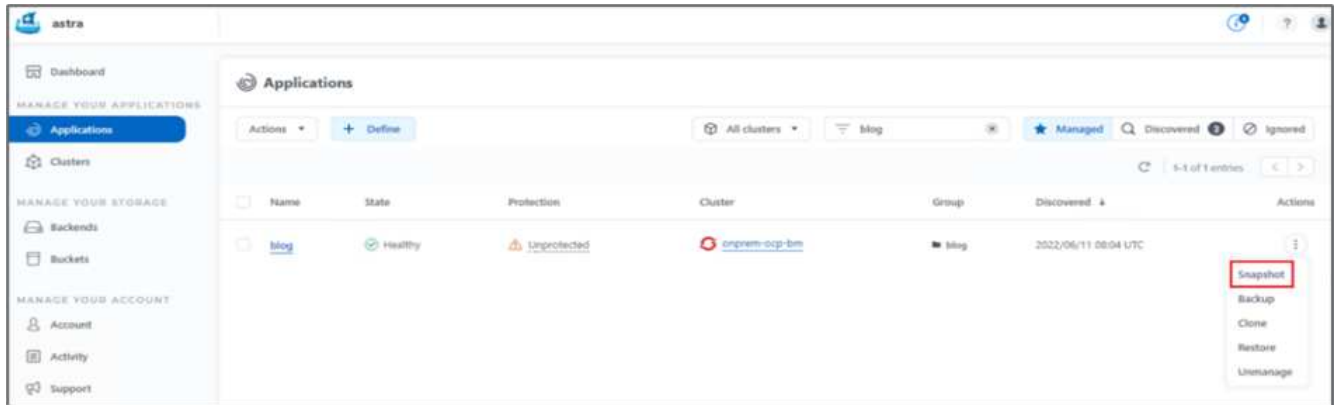 astra
?
Dashboard
MANAGE YOUR APPLICATIONS
Applications
Clusters
MANAGE YOUR STORAGE
Backends
Buckets
MANAGE YOUR ACCOUNT
Account
Activity
Support
Applications
Actions + Define All clusters blog Managed Discovered Ignored
1-1 of 1 entries < >
Name State Protection Cluster Group Discovered Actions
blog Healthy Unprotected onprem-ocp-bm blog 2022/06/11 08:04 UTC
Snapshot
Backup
Clone
Restore
Unmanage